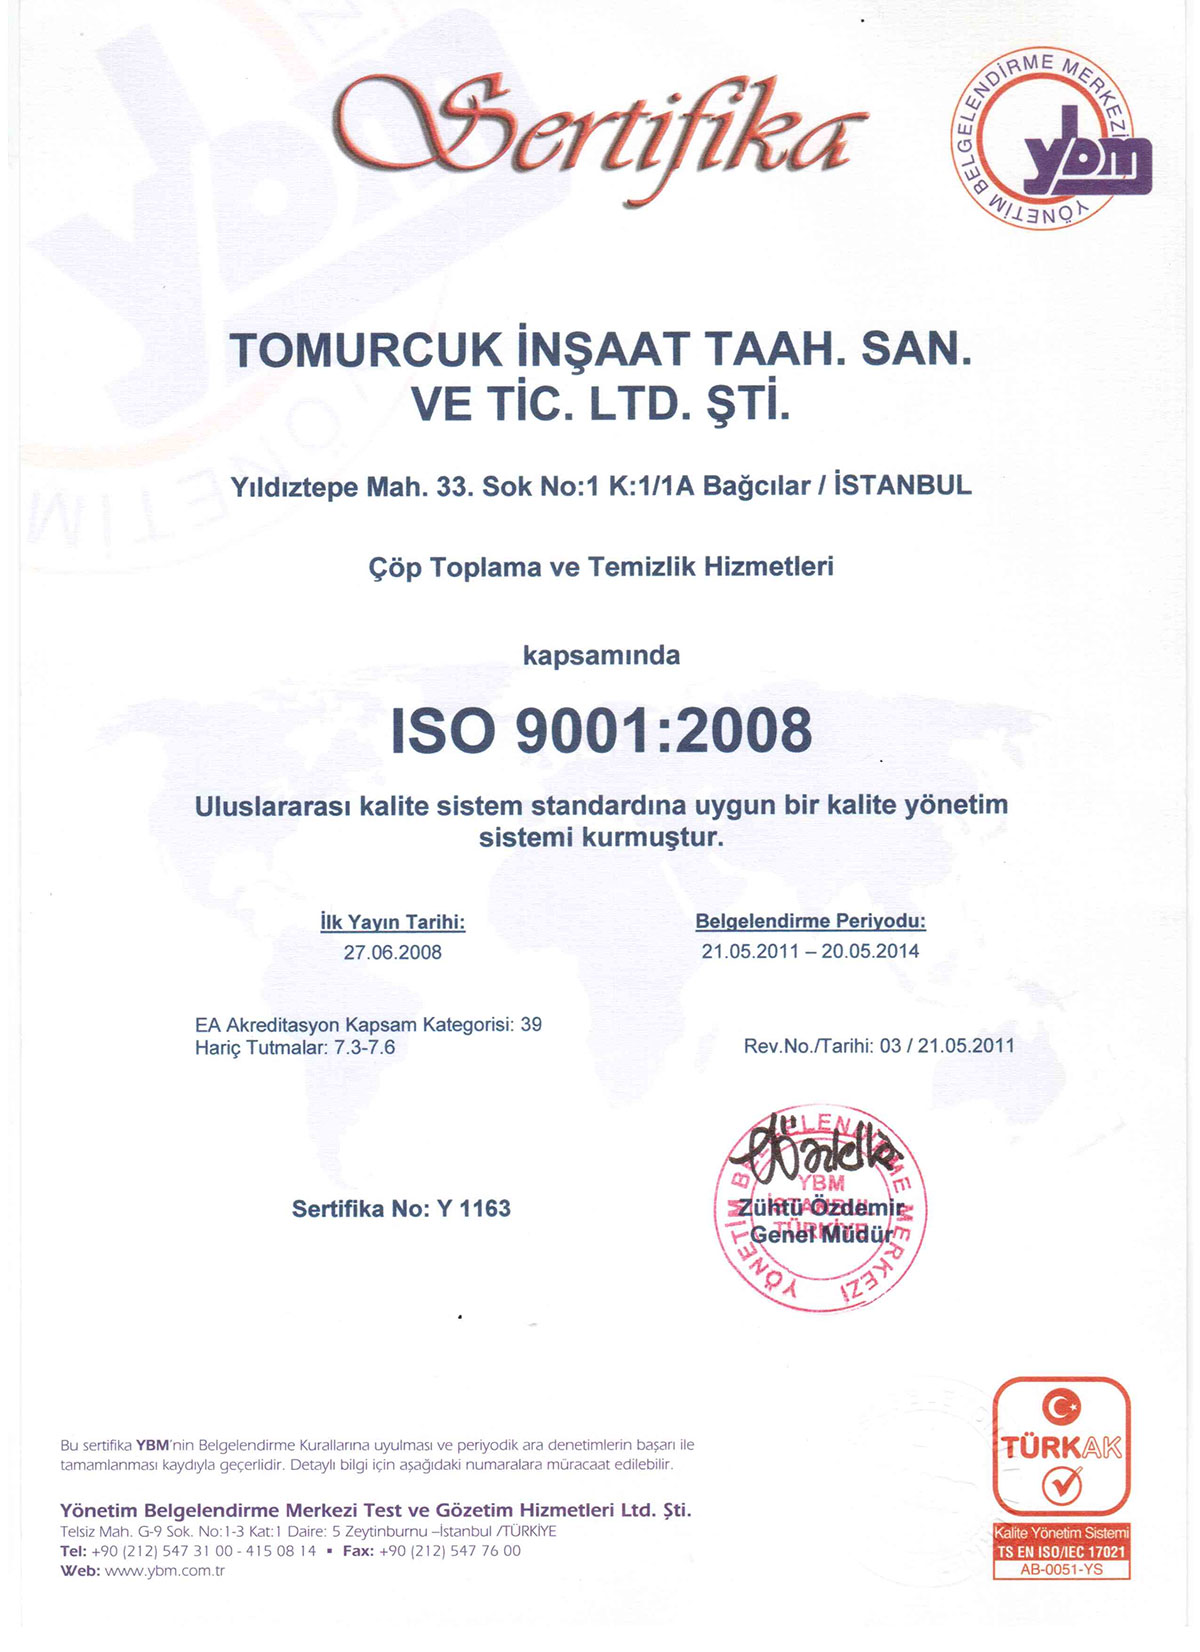 Sertifika
YÖNETİM BELGELENDİRME MERKEZİ
ybm
TOMURCUK İNŞAAT TAAH. SAN.
VE TİC. LTD. ŞTİ.
Yıldıztepe Mah. 33. Sok No:1 K:1/1A Bağcılar / İSTANBUL
Çöp Toplama ve Temizlik Hizmetleri
kapsamında
ISO 9001:2008
Uluslararası kalite sistem standardına uygun bir kalite yönetim
sistemi kurmuştur.
İlk Yayın Tarihi:
27.06.2008
Belgelendirme Periyodu:
21.05.2011 – 20.05.2014
EA Akreditasyon Kapsam Kategorisi: 39
Hariç Tutmalar: 7.3-7.6
Rev.No./Tarihi: 03 / 21.05.2011
Sertifika No: Y 1163
YÖNETİM BELGELENDİRME MERKEZİ
YBM
İSTANBUL
TÜRKİYE
Zühtü Özdemir
Genel Müdür
Bu sertifika YBM'nin Belgelendirme Kurallarına uyulması ve periyodik ara denetimlerin başarı ile
tamamlanması kaydıyla geçerlidir. Detaylı bilgi için aşağıdaki numaralara müracaat edilebilir.
Yönetim Belgelendirme Merkezi Test ve Gözetim Hizmetleri Ltd. Şti.
Telsiz Mah. G-9 Sok. No:1-3 Kat:1 Daire: 5 Zeytinburnu –İstanbul /TÜRKİYE
Tel: +90 (212) 547 31 00 - 415 08 14 ▪ Fax: +90 (212) 547 76 00
Web: www.ybm.com.tr
TÜRKAK
Kalite Yönetim Sistemi
TS EN ISO/IEC 17021
AB-0051-YS